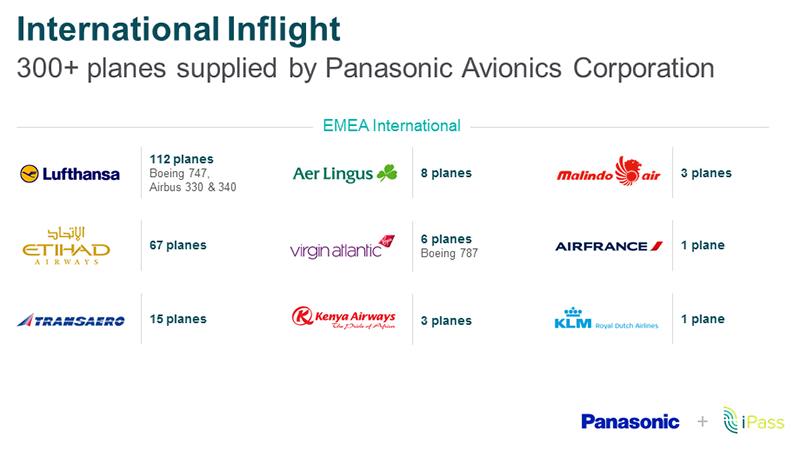 International Inflight
300+ planes supplied by Panasonic Avionics Corporation
EMEA International
Lufthansa
112 planes
Boeing 747,
Airbus 330 & 340
Aer Lingus
8 planes
Malindo air
3 planes
الإتحاد
ETIHAD
AIRWAYS
67 planes
virgin atlantic
6 planes
Boeing 787
AIRFRANCE
1 plane
TRANSAERO
15 planes
Kenya Airways
The Pride of Africa
3 planes
KLM Royal Dutch Airlines
1 plane
Panasonic + iPass